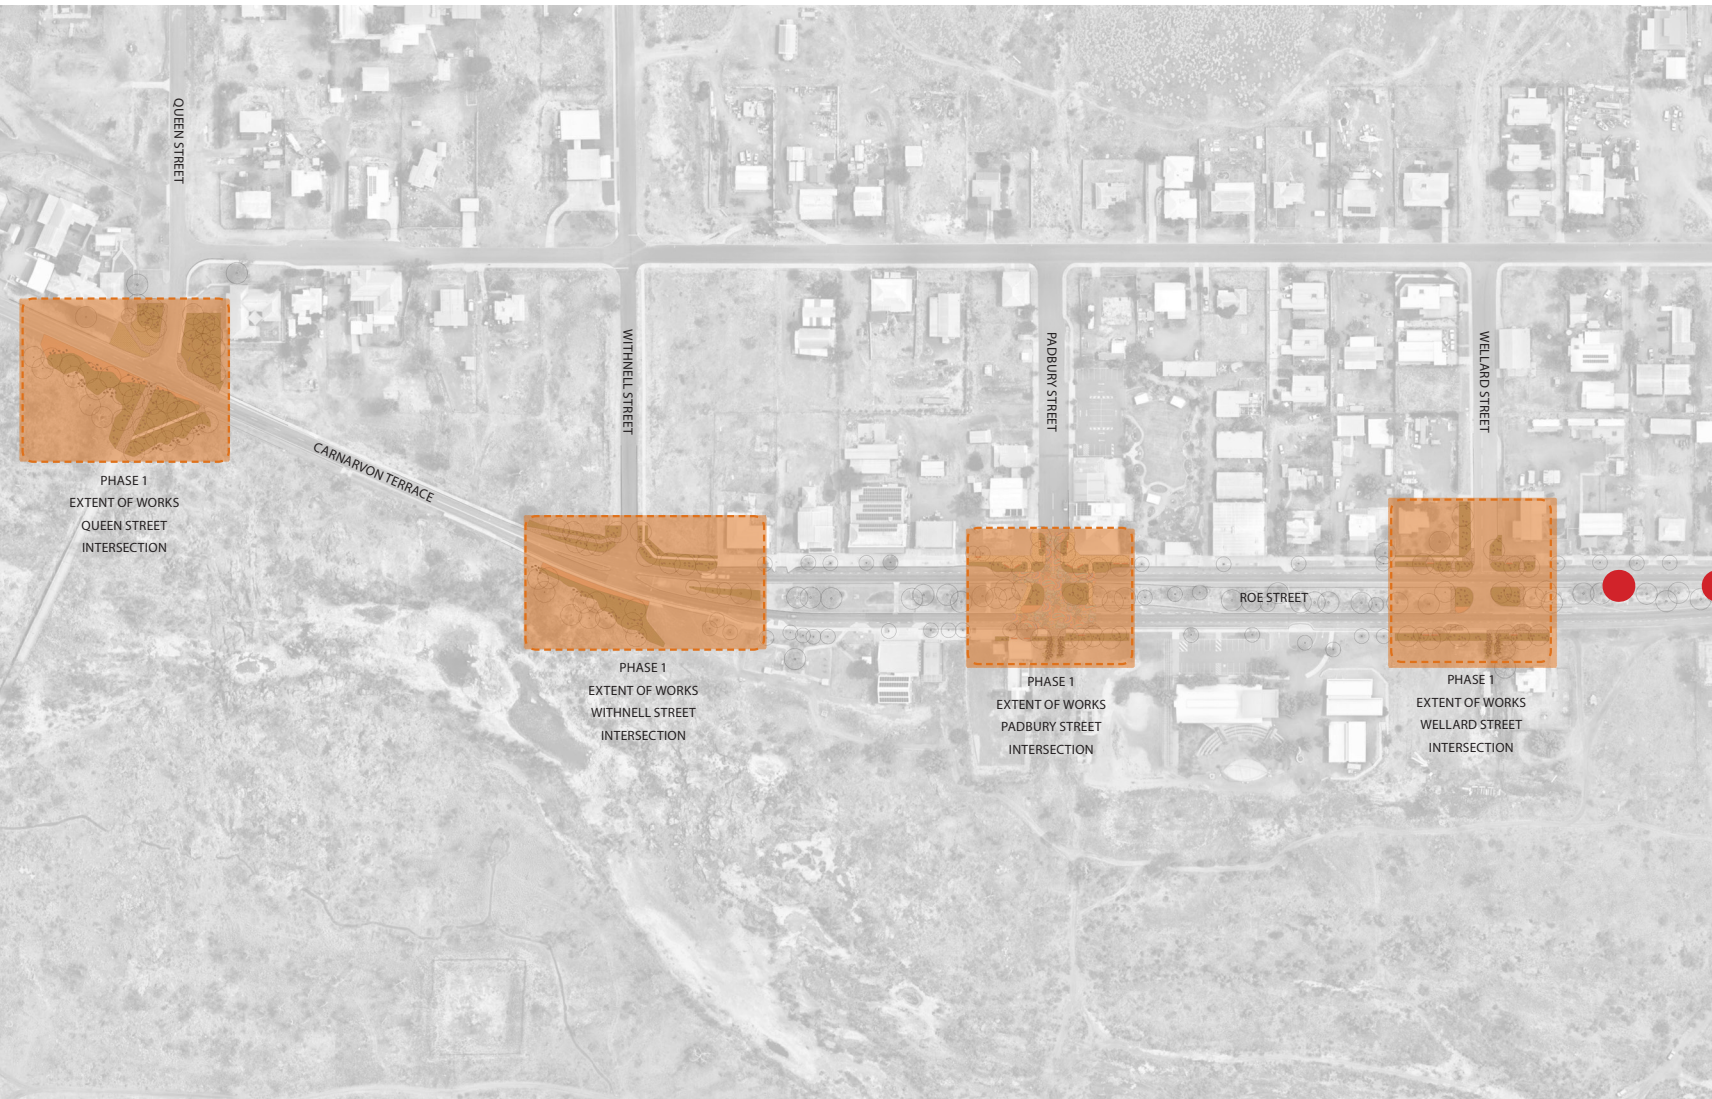 QUEEN STREET
WITHNELL STREET
PADBURY STREET
WELLARD STREET
CARNARVON TERRACE
ROE STREET
PHASE 1
EXTENT OF WORKS
QUEEN STREET
INTERSECTION
PHASE 1
EXTENT OF WORKS
WITHNELL STREET
INTERSECTION
PHASE 1
EXTENT OF WORKS
PADBURY STREET
INTERSECTION
PHASE 1
EXTENT OF WORKS
WELLARD STREET
INTERSECTION